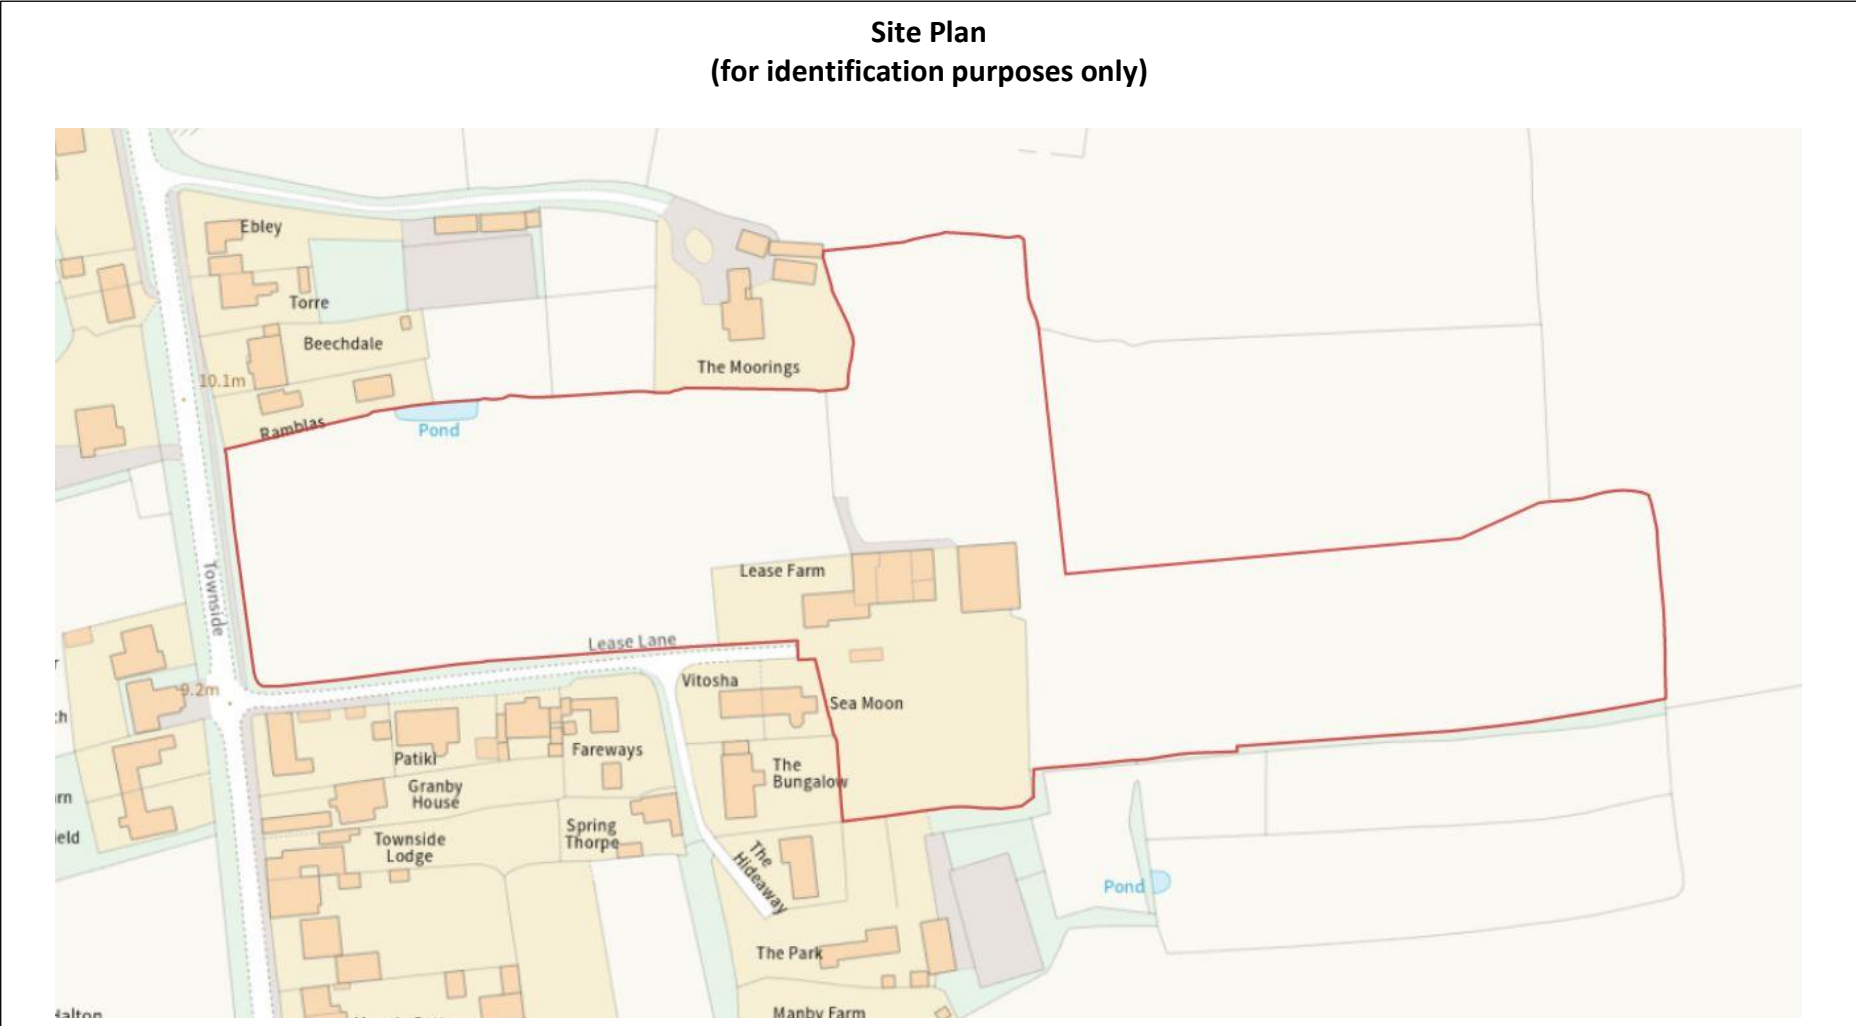 Site Plan
(for identification purposes only)
Ebley
Torre
Beechdale
The Moorings
10.1m
Ramblas
Pond
Townside
Lease Farm
Lease Lane
Vitosha
9.2m
Sea Moon
Patiki
Fareways
The
Bungalow
Granby
House
Spring
Thorpe
Townside
Lodge
The
Hideaway
Pond
The Park
Manby Farm